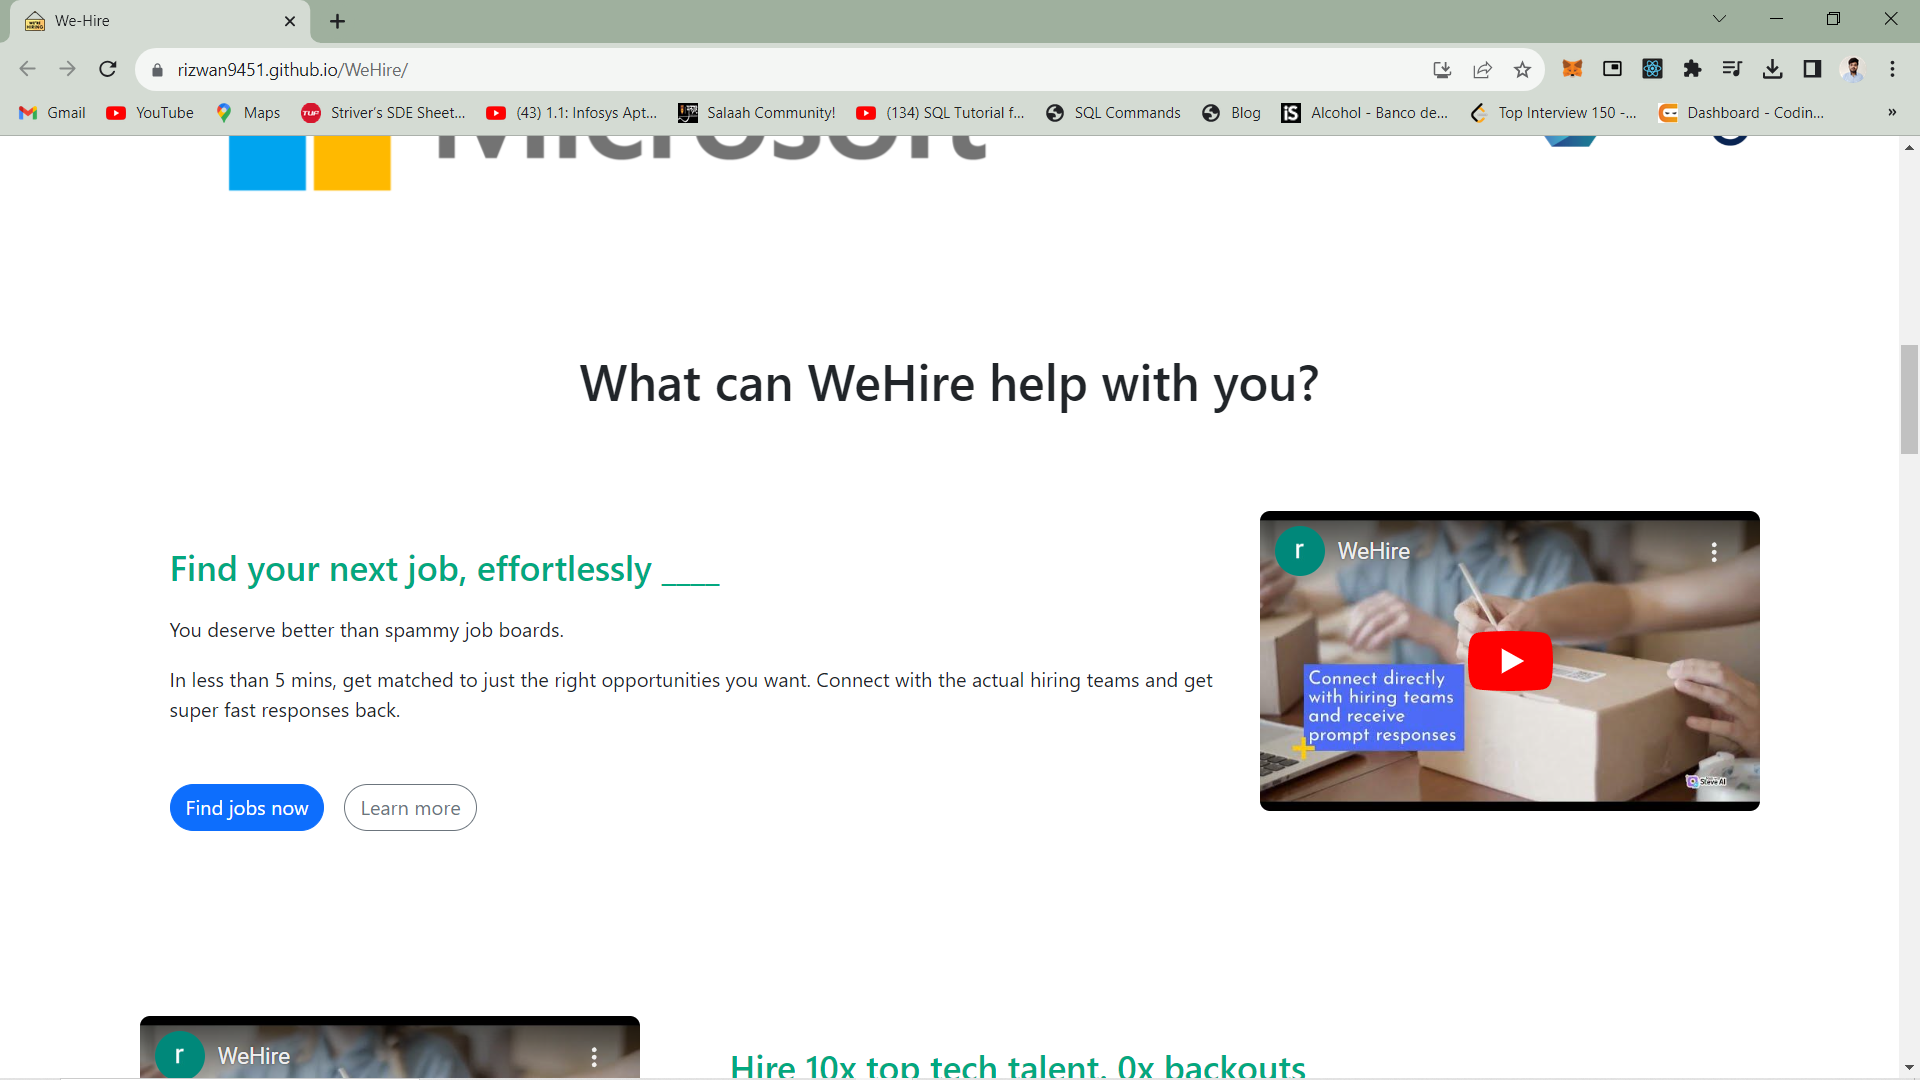 We-Hire
rizwan9451.github.io/WeHire/
Gmail
YouTube
Maps
Striver's SDE Sheet...
(43) 1.1: Infosys Apt...
Salaah Community!
(134) SQL Tutorial f...
SQL Commands
Blog
Alcohol - Banco de...
Top Interview 150 -...
Dashboard - Codin...
»
Microsoft
What can WeHire help with you?
Find your next job, effortlessly ____
You deserve better than spammy job boards.
In less than 5 mins, get matched to just the right opportunities you want. Connect with the actual hiring teams and get
super fast responses back.
Find jobs now
Learn more
r
WeHire
Connect directly
with hiring teams
and receive
prompt responses
Steve AI
r
WeHire
Hire 10x top tech talent, 0x backouts